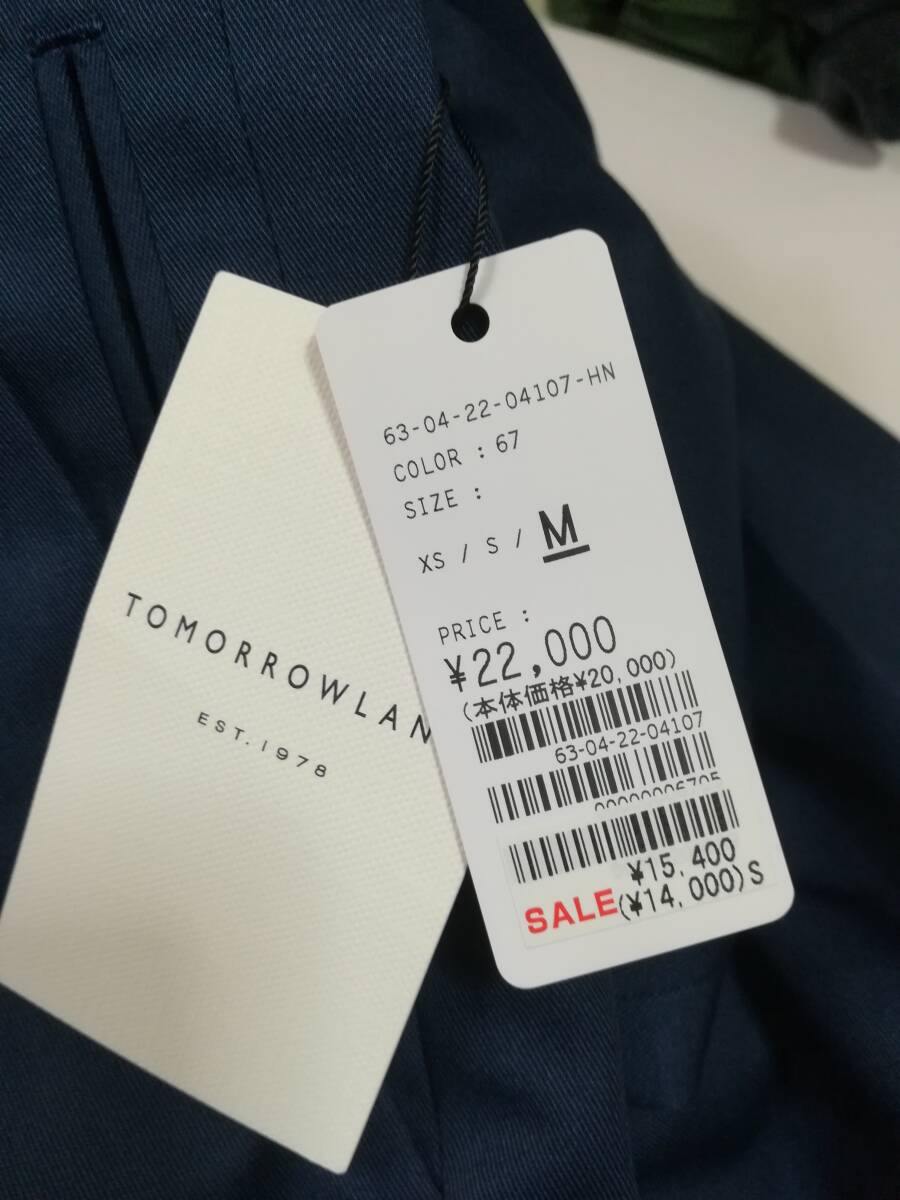 TOMORROWLAN
EST.1978
63-04-22-04107-HN
COLOR : 67
SIZE :
XS / S / M
PRICE :
¥22,000
(本体価格¥20,000)
63-04-22-04107
¥15,400
SALE(¥14,000)S